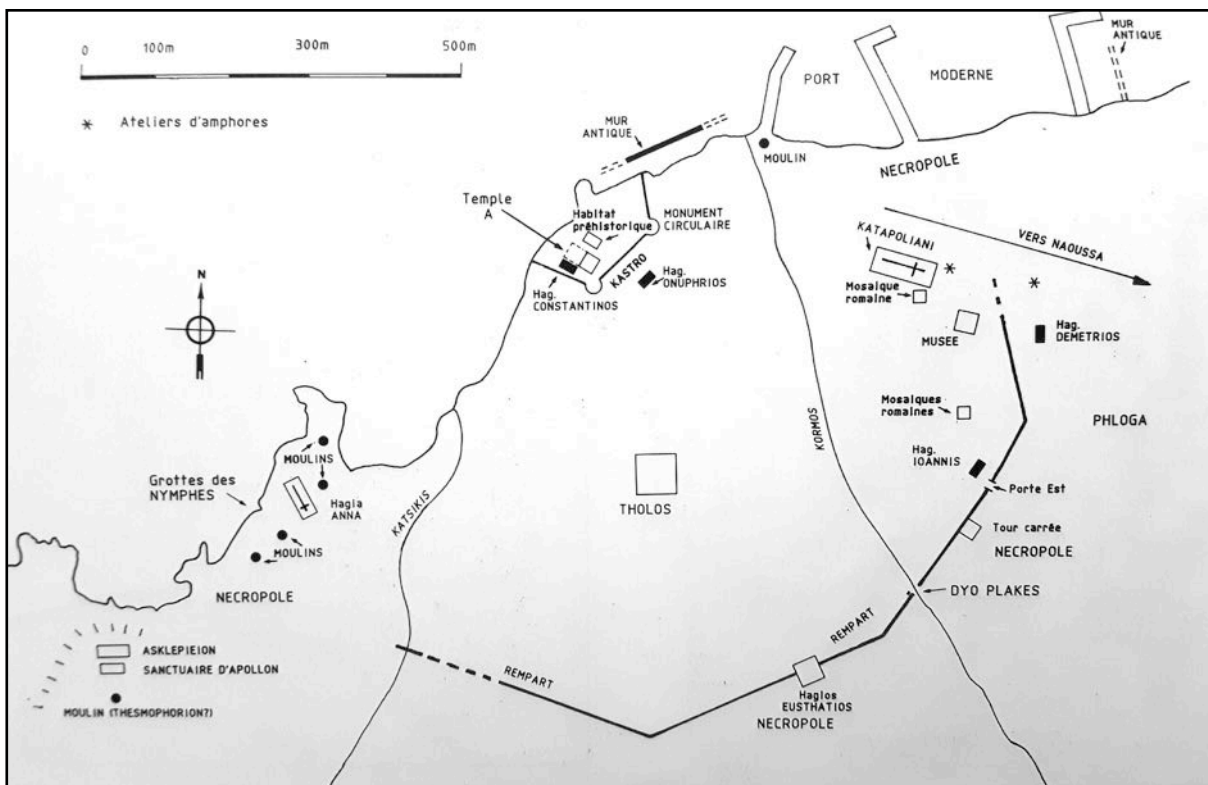 0 100m 300m 500m
* Ateliers d'amphores
MUR
ANTIQUE
PORT
MODERNE
MUR
ANTIQUE
MOULIN
NECROPOLE
Temple
A
Habitat
préhistorique
MONUMENT
CIRCULAIRE
KASTRO
Hag.
CONSTANTINOS
Hag.
ONUPHRIOS
KATAPOLIANI
VERS NAOUSSA
Mosaique
romaine
MUSEE
Hag.
DEMETRIOS
N
Mosaiques
romaines
PHLOGA
KORMOS
Hag.
IOANNIS
Porte Est
Tour carrée
NECROPOLE
DYO PLAKES
MOULINS
Grottes des
NYMPHES
Hagia
ANNA
MOULINS
NECROPOLE
KATSIKIS
THOLOS
ASKLEPIEION
SANCTUAIRE D'APOLLON
MOULIN (THESMOPHORION?)
REMPART
REMPART
Hagios
EUSTHATIOS
NECROPOLE